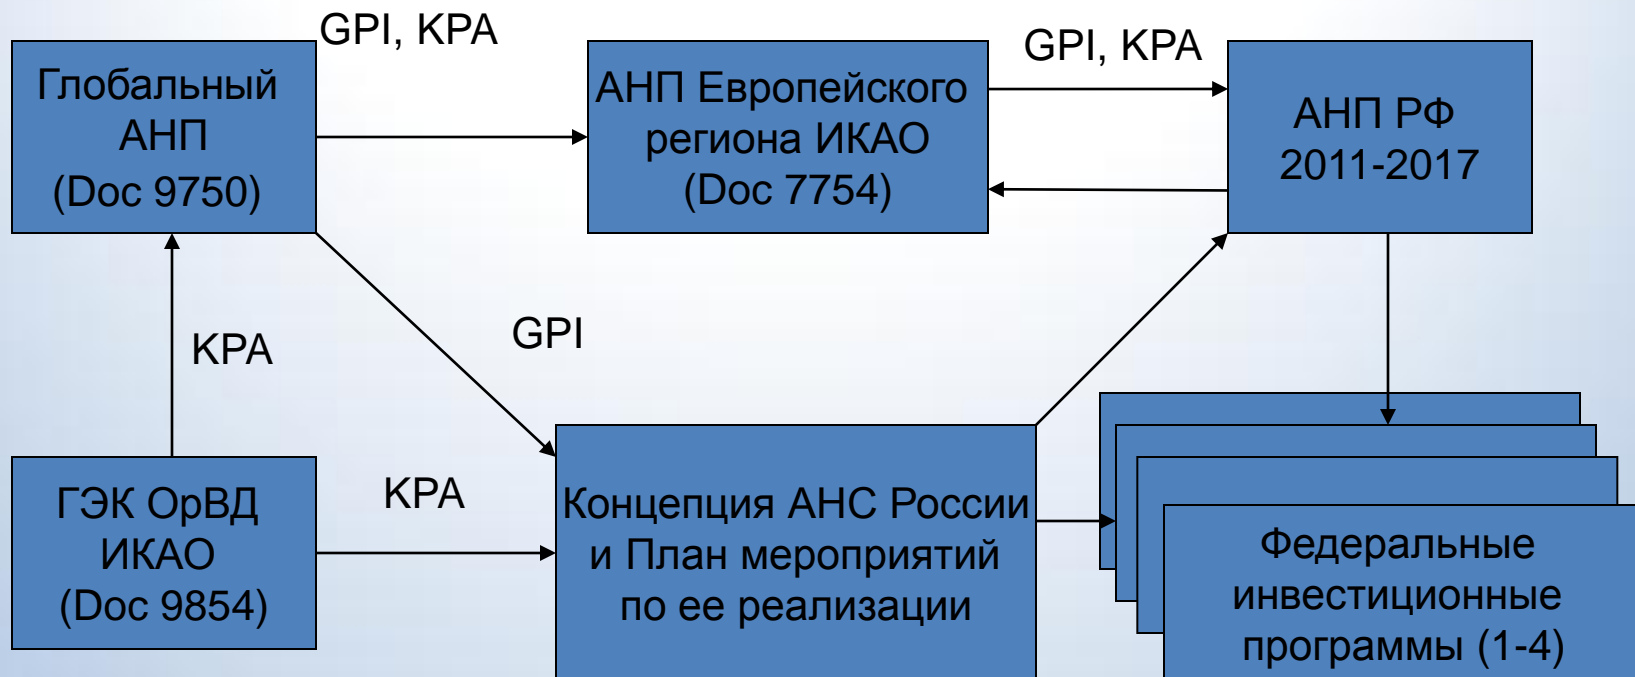 GPI, KPA
GPI, KPA
Глобальный
АНП
(Doc 9750)
АНП Европейского
региона ИКАО
(Doc 7754)
АНП РФ
2011-2017
KPA
GPI
KPA
ГЭК ОрВД
ИКАО
(Doc 9854)
Концепция АНС России
и План мероприятий
по ее реализации
Федеральные
инвестиционные
программы (1-4)